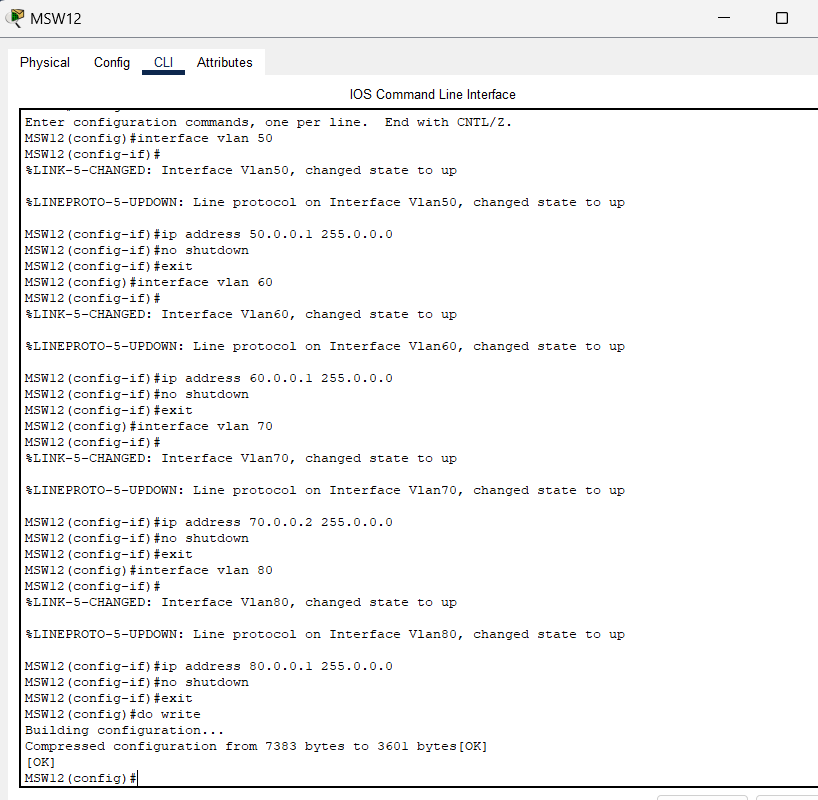 MSW12
Physical Config CLI Attributes
IOS Command Line Interface
Enter configuration commands, one per line.  End with CNTL/Z.
MSW12(config)#interface vlan 50
MSW12(config-if)#
%LINK-5-CHANGED: Interface Vlan50, changed state to up
%LINEPROTO-5-UPDOWN: Line protocol on Interface Vlan50, changed state to up
MSW12(config-if)#ip address 50.0.0.1 255.0.0.0
MSW12(config-if)#no shutdown
MSW12(config-if)#exit
MSW12(config)#interface vlan 60
MSW12(config-if)#
%LINK-5-CHANGED: Interface Vlan60, changed state to up
%LINEPROTO-5-UPDOWN: Line protocol on Interface Vlan60, changed state to up
MSW12(config-if)#ip address 60.0.0.1 255.0.0.0
MSW12(config-if)#no shutdown
MSW12(config-if)#exit
MSW12(config)#interface vlan 70
MSW12(config-if)#
%LINK-5-CHANGED: Interface Vlan70, changed state to up
%LINEPROTO-5-UPDOWN: Line protocol on Interface Vlan70, changed state to up
MSW12(config-if)#ip address 70.0.0.2 255.0.0.0
MSW12(config-if)#no shutdown
MSW12(config-if)#exit
MSW12(config)#interface vlan 80
MSW12(config-if)#
%LINK-5-CHANGED: Interface Vlan80, changed state to up
%LINEPROTO-5-UPDOWN: Line protocol on Interface Vlan80, changed state to up
MSW12(config-if)#ip address 80.0.0.1 255.0.0.0
MSW12(config-if)#no shutdown
MSW12(config-if)#exit
MSW12(config)#do write
Building configuration...
Compressed configuration from 7383 bytes to 3601 bytes[OK]
[OK]
MSW12(config)#